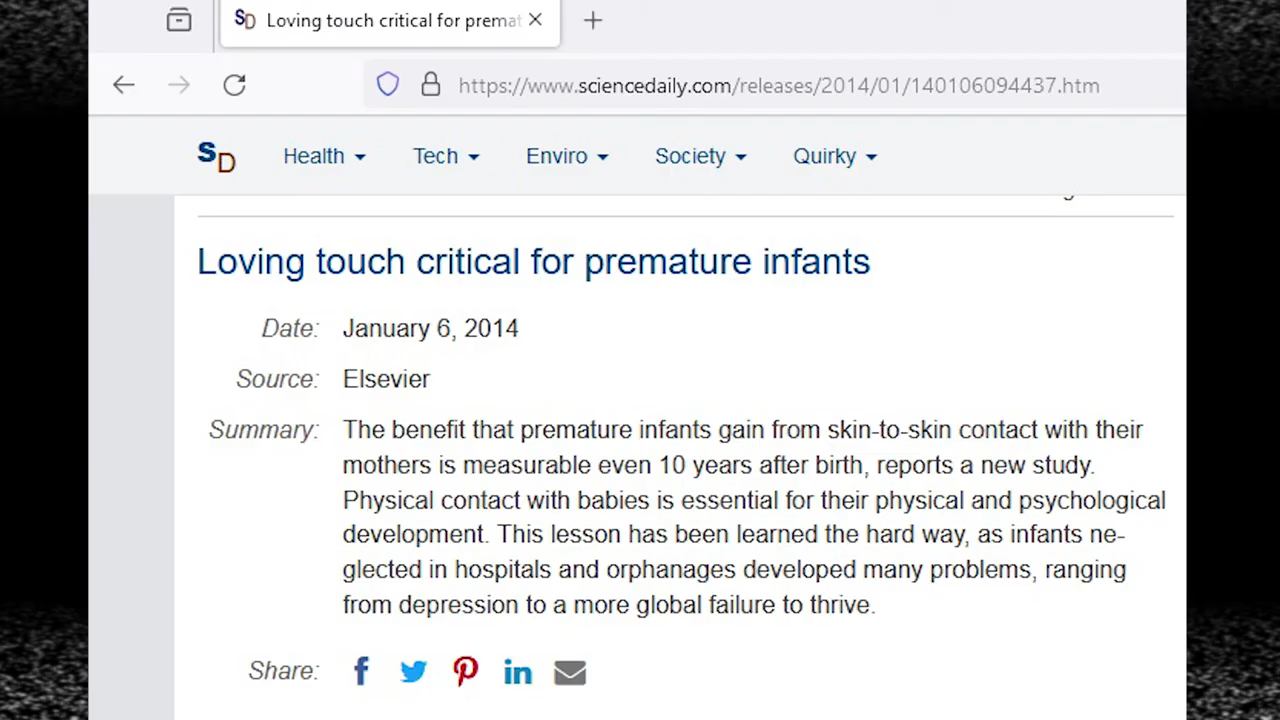 SD Loving touch critical for premat
https://www.sciencedaily.com/releases/2014/01/140106094437.htm
SD Health Tech Enviro Society Quirky
Loving touch critical for premature infants
Date: January 6, 2014
Source: Elsevier
Summary: The benefit that premature infants gain from skin-to-skin contact with their
mothers is measurable even 10 years after birth, reports a new study.
Physical contact with babies is essential for their physical and psychological
development. This lesson has been learned the hard way, as infants ne-
glected in hospitals and orphanages developed many problems, ranging
from depression to a more global failure to thrive.
Share: